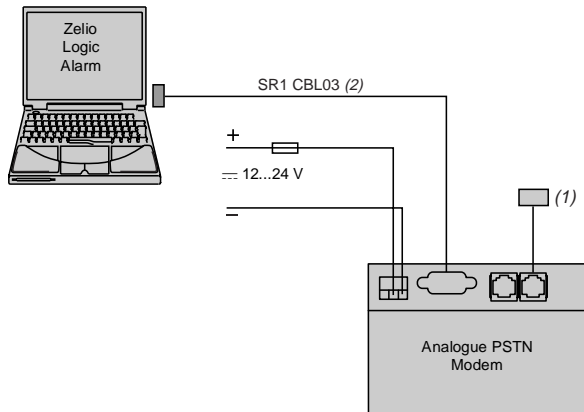 Zelio
Logic
Alarm
SR1 CBL03 (2)
+
⎓ 12...24 V
–
(1)
Analogue PSTN
Modem